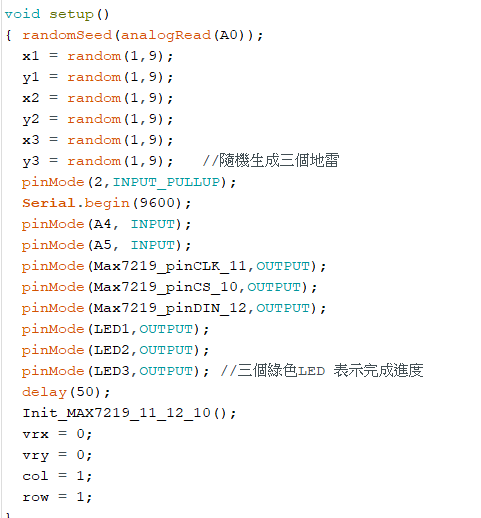 void setup()
{ randomSeed(analogRead(A0));
x1 = random(1,9);
y1 = random(1,9);
x2 = random(1,9);
y2 = random(1,9);
x3 = random(1,9);
y3 = random(1,9);   //隨機生成三個地雷
pinMode(2,INPUT_PULLUP);
Serial.begin(9600);
pinMode(A4, INPUT);
pinMode(A5, INPUT);
pinMode(Max7219_pinCLK_11,OUTPUT);
pinMode(Max7219_pinCS_10,OUTPUT);
pinMode(Max7219_pinDIN_12,OUTPUT);
pinMode(LED1,OUTPUT);
pinMode(LED2,OUTPUT);
pinMode(LED3,OUTPUT); //三個綠色LED 表示完成進度
delay(50);
Init_MAX7219_11_12_10();
vrx = 0;
vry = 0;
col = 1;
row = 1;
}